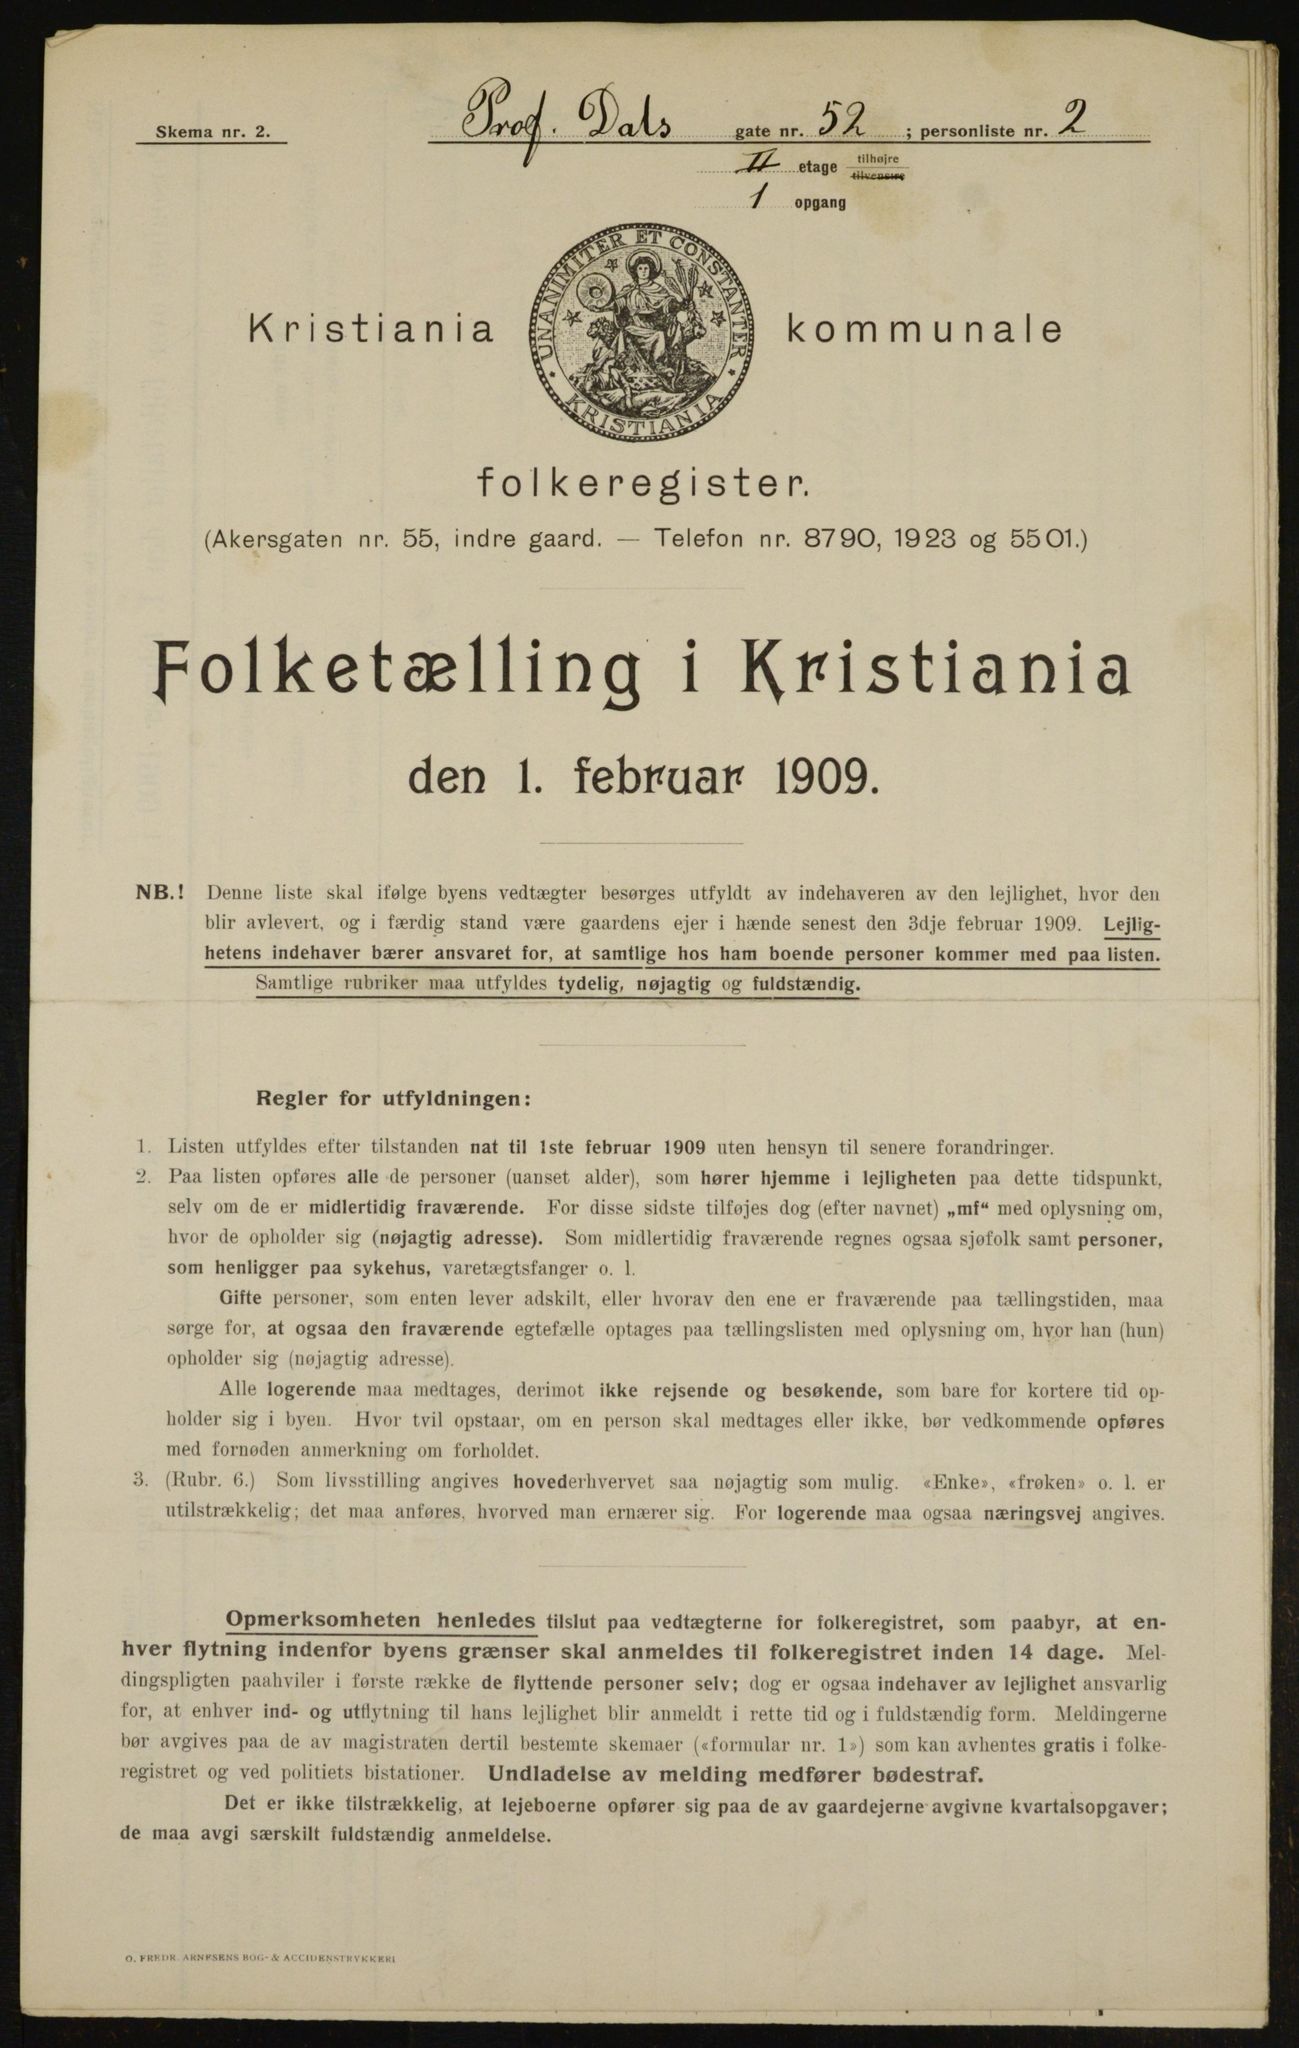 Skema nr. 2. Prof. Dals gate nr. 52 ; personliste nr. 2
II etage tilhøjre tilvenstre
1 opgang
UNANIMITER ET CONSTANTER
KRISTIANIA
Kristiania kommunale
folkeregister.
(Akersgaten nr. 55, indre gaard. — Telefon nr. 8790, 1923 og 5501.)
Folketælling i Kristiania
den 1. februar 1909.
NB.! Denne liste skal ifølge byens vedtægter besørges utfyldt av indehaveren av den lejlighet, hvor den
blir avlevert, og i færdig stand være gaardens ejer i hænde senest den 3dje februar 1909. Lejlig-
hetens indehaver bærer ansvaret for, at samtlige hos ham boende personer kommer med paa listen.
Samtlige rubriker maa utfyldes tydelig, nøjagtig og fuldstændig.
Regler for utfyldningen:
1. Listen utfyldes efter tilstanden nat til 1ste februar 1909 uten hensyn til senere forandringer.
2. Paa listen opføres alle de personer (uanset alder), som hører hjemme i lejligheten paa dette tidspunkt,
selv om de er midlertidig fraværende. For disse sidste tilføjes dog (efter navnet) „mf“ med oplysning om,
hvor de opholder sig (nøjagtig adresse). Som midlertidig fraværende regnes ogsaa sjøfolk samt personer,
som henligger paa sykehus, varetægtsfanger o. l.
Gifte personer, som enten lever adskilt, eller hvorav den ene er fraværende paa tællingstiden, maa
sørge for, at ogsaa den fraværende egtefælle optages paa tællingslisten med oplysning om, hvor han (hun)
opholder sig (nøjagtig adresse).
Alle logerende maa medtages, derimot ikke rejsende og besøkende, som bare for kortere tid op-
holder sig i byen. Hvor tvil opstaar, om en person skal medtages eller ikke, bør vedkommende opføres
med fornøden anmerkning om forholdet.
3. (Rubr. 6.) Som livsstilling angives hovederhvervet saa nøjagtig som mulig. «Enke», «frøken» o. l. er
utilstrækkelig; det maa anføres, hvorved man ernærer sig. For logerende maa ogsaa næringsvej angives.
Opmerksomheten henledes tilslut paa vedtægterne for folkeregistret, som paabyr, at en-
hver flytning indenfor byens grænser skal anmeldes til folkeregistret inden 14 dage. Mel-
dingspligten paahviler i første række de flyttende personer selv; dog er ogsaa indehaver av lejlighet ansvarlig
for, at enhver ind- og utflytning til hans lejlighet blir anmeldt i rette tid og i fuldstændig form. Meldingerne
bør avgives paa de av magistraten dertil bestemte skemaer («formular nr. 1») som kan avhentes gratis i folke-
registret og ved politiets bistationer. Undladelse av melding medfører bødestraf.
Det er ikke tilstrækkelig, at lejeboerne opfører sig paa de av gaardejerne avgivne kvartalsopgaver;
de maa avgi særskilt fuldstændig anmeldelse.
O. FREDR. ARNESENS BOG- & ACCIDENSTRYKKERI